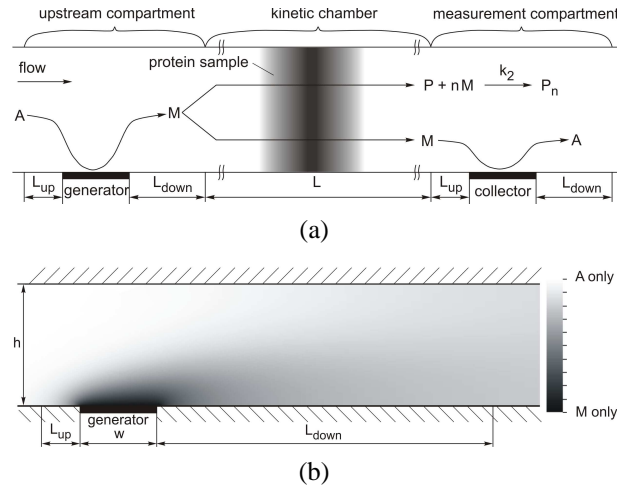 upstream compartment kinetic chamber measurement compartment
flow
protein sample
A
M
P + nM
k2
Pn
M
A
Lup
generator
Ldown
L
Lup
collector
Ldown
(a)
A only
h
M only
Lup
generator
w
Ldown
(b)